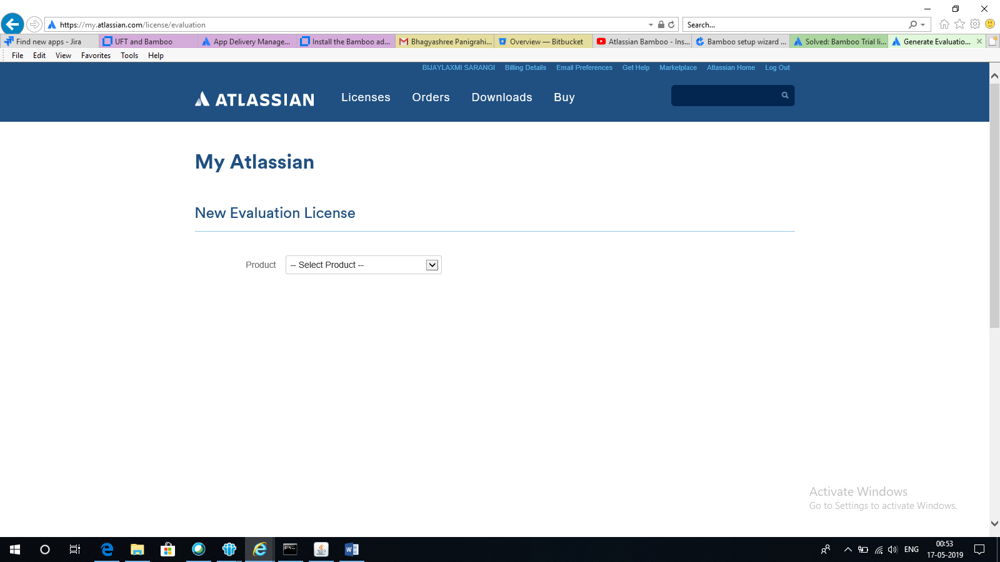 https://my.atlassian.com/license/evaluation
Search...
Find new apps - Jira
UFT and Bamboo
App Delivery Manage...
Install the Bamboo ad...
Bhagyashree Panigrahi...
Overview — Bitbucket
Atlassian Bamboo - Ins...
Bamboo setup wizard ...
Solved: Bamboo Trial li...
Generate Evaluatio...
File Edit View Favorites Tools Help
BIJAYLAXMI SARANGI Billing Details Email Preferences Get Help Marketplace Atlassian Home Log Out
ATLASSIAN Licenses Orders Downloads Buy
My Atlassian
New Evaluation License
Product -- Select Product --
Activate Windows
Go to Settings to activate Windows.
ENG
00:53
17-05-2019